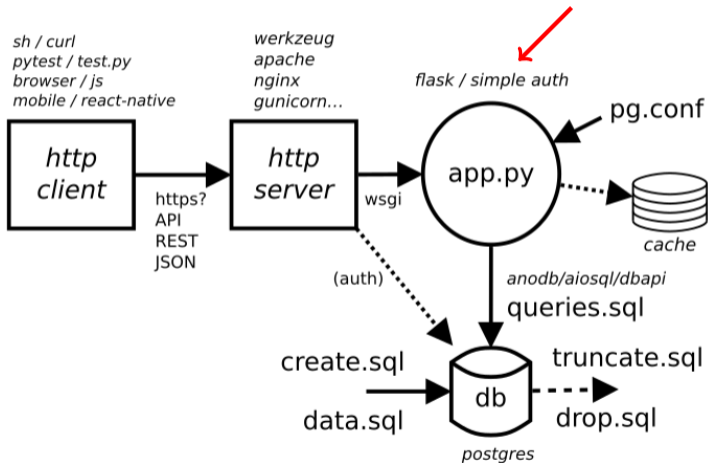 sh / curl
pytest / test.py
browser / js
mobile / react-native
http
client
https?
API
REST
JSON
werkzeug
apache
nginx
gunicorn...
http
server
wsgi
(auth)
flask / simple auth
app.py
pg.conf
cache
anodb/aiosql/dbapi
queries.sql
create.sql
data.sql
db
postgres
truncate.sql
drop.sql